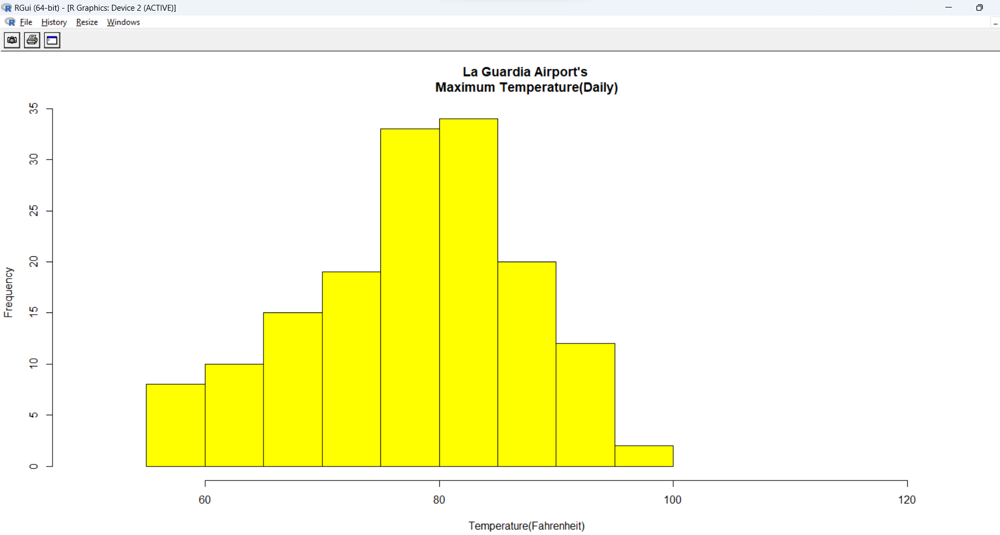 RGui (64-bit) - [R Graphics: Device 2 (ACTIVE)]
File History Resize Windows
La Guardia Airport's
Maximum Temperature(Daily)
Frequency
35
30
25
20
15
10
5
0
60 80 100 120
Temperature(Fahrenheit)